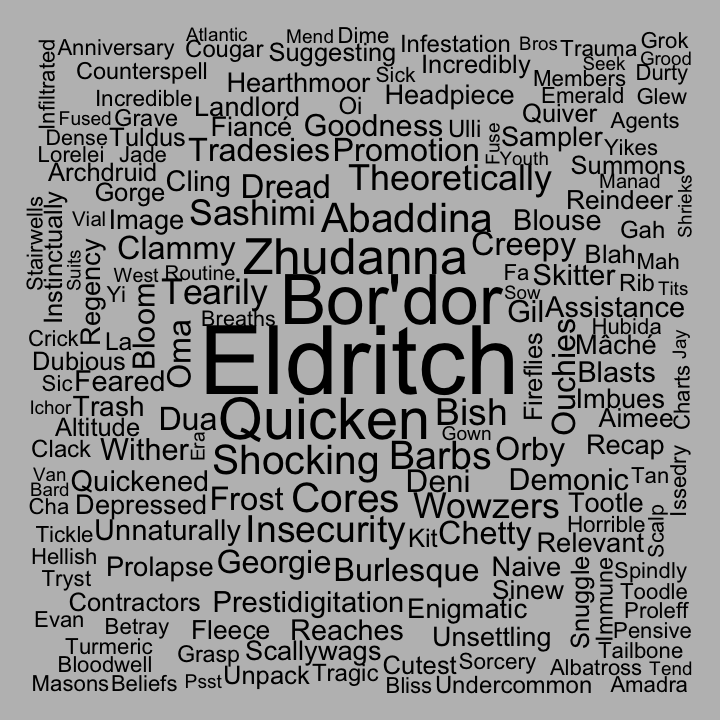 Atlantic
Mend
Dime
Infiltrated
Anniversary
Cougar
Suggesting
Infestation
Bros
Trauma
Grok
Seek
Grood
Counterspell
Hearthmoor
Sick
Incredibly
Members
Durty
Incredible
Landlord
Oi
Headpiece
Emerald
Glew
Fused
Grave
Fiancé
Goodness
Ulli
Fuse
Quiver
Agents
Dense
Tuldus
Sampler
Yikes
Lorelei
Jade
Tradesies
Promotion
Youth
Summons
Archdruid
Cling
Dread
Theoretically
Manad
Gorge
Reindeer
Shrieks
Stairwells
Instinctually
Vial
Image
Sashimi
Abaddina
Blouse
Gah
Suits
Regency
Clammy
Zhudanna
Creepy
Blah
Mah
West
Routine
Fa
Skitter
Rib
Tits
Yi
Tearily
Bor'dor
Sow
Gil
Assistance
Breaths
Hubida
Crick
La
Bloom
Oma
Eldritch
Fireflies
Ouchies
Mâché
Jay
Dubious
Blasts
Sic
Feared
Imbues
Charts
Ichor
Trash
Dua
Quicken
Bish
Aimee
Altitude
Gown
Clack
Wither
Era
Shocking
Barbs
Orby
Recap
Issedry
Van
Quickened
Deni
Demonic
Tan
Bard
Cha
Depressed
Frost
Cores
Wowzers
Tootle
Scalp
Tickle
Unnaturally
Insecurity
Kit
Chetty
Horrible
Relevant
Hellish
Prolapse
Georgie
Burlesque
Naive
Snuggle
Immune
Spindly
Tryst
Sinew
Toodle
Contractors
Prestidigitation
Enigmatic
Proleff
Evan
Betray
Fleece
Reaches
Unsettling
Pensive
Turmeric
Grasp
Scallywags
Tailbone
Bloodwell
Cutest
Sorcery
Albatross
Tend
Masons
Beliefs
Psst
Unpack
Tragic
Bliss
Undercommon
Amadra